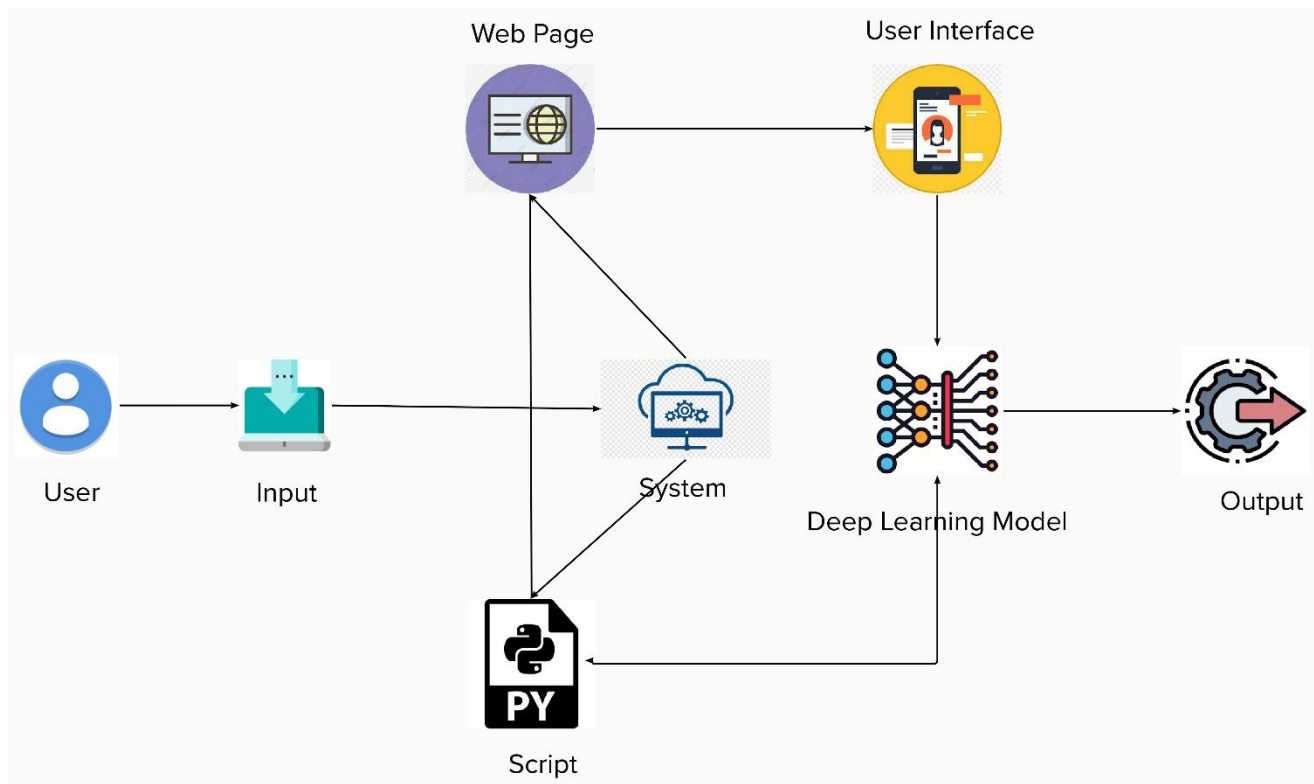 Web Page
User Interface
User
Input
System
Deep Learning Model
Output
PY
Script